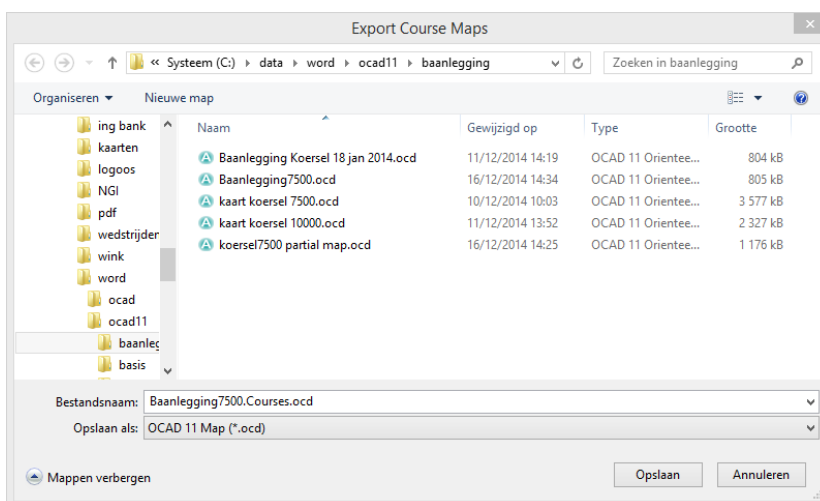 Export Course Maps
« Systeem (C:) ▸ data ▸ word ▸ ocad11 ▸ baanlegging
Zoeken in baanlegging
Organiseren ▾ Nieuwe map
ing bank
kaarten
logoos
NGI
pdf
wedstrijder
wink
word
ocad
ocad11
baanleg
basis
Naam Gewijzigd op Type Grootte
Baanlegging Koersel 18 jan 2014.ocd 11/12/2014 14:19 OCAD 11 Orientee... 804 kB
Baanlegging7500.ocd 16/12/2014 14:34 OCAD 11 Orientee... 805 kB
kaart koersel 7500.ocd 10/12/2014 10:03 OCAD 11 Orientee... 3 577 kB
kaart koersel 10000.ocd 11/12/2014 13:52 OCAD 11 Orientee... 2 327 kB
koersel7500 partial map.ocd 16/12/2014 14:25 OCAD 11 Orientee... 1 176 kB
Bestandsnaam: Baanlegging7500.Courses.ocd
Opslaan als: OCAD 11 Map (*.ocd)
Mappen verbergen
Opslaan Annuleren